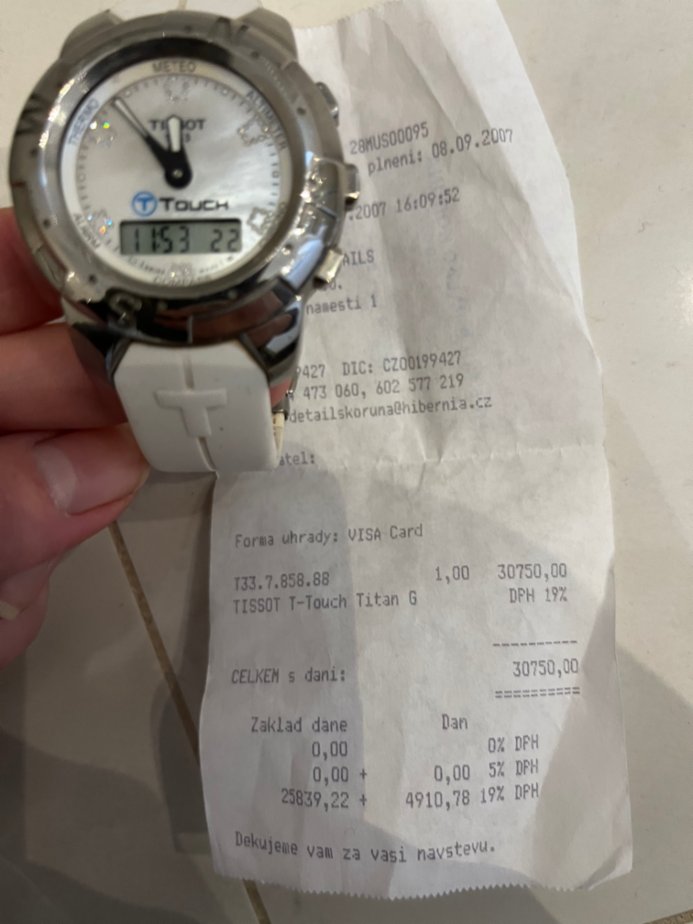 METEO
THERMO
ALTIMETER
TISSOT
TOUCH
11:53 22
ALARM
COMPASS
S
T
28MUS00095
plneni: 08.09.2007
.2007 16:09:52
AILS
namesti 1
9427 DIC: CZ00199427
473 060, 602 577 219
detailskoruna@hibernia.cz
atel:
Forma uhrady: VISA Card
T33.7.858.88 1,00 30750,00
TISSOT T-Touch Titan G DPH 19%
----------
CELKEM s dani: 30750,00
==========
Zaklad dane Dan
0,00 0% DPH
0,00 + 0,00 5% DPH
25839,22 + 4910,78 19% DPH
Dekujeme vam za vasi navstevu.